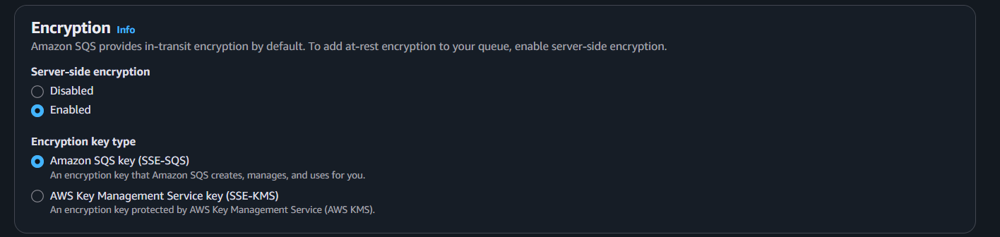 Encryption Info
Amazon SQS provides in-transit encryption by default. To add at-rest encryption to your queue, enable server-side encryption.
Server-side encryption
Disabled
Enabled
Encryption key type
Amazon SQS key (SSE-SQS)
An encryption key that Amazon SQS creates, manages, and uses for you.
AWS Key Management Service key (SSE-KMS)
An encryption key protected by AWS Key Management Service (AWS KMS).